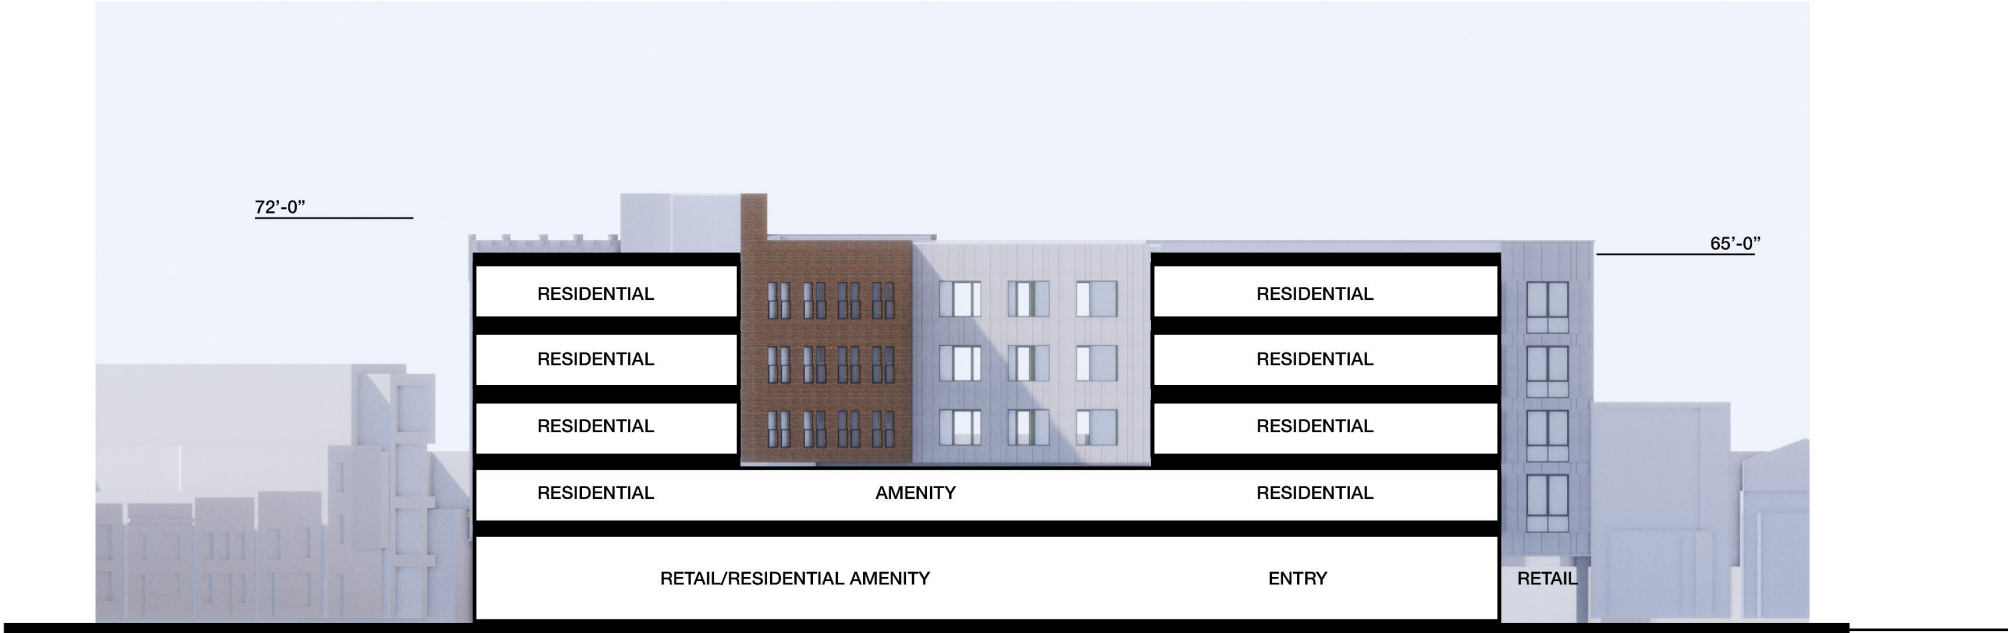 72’-0”
65’-0”
RESIDENTIAL RESIDENTIAL
RESIDENTIAL RESIDENTIAL
RESIDENTIAL RESIDENTIAL
RESIDENTIAL AMENITY RESIDENTIAL
RETAIL/RESIDENTIAL AMENITY ENTRY RETAIL